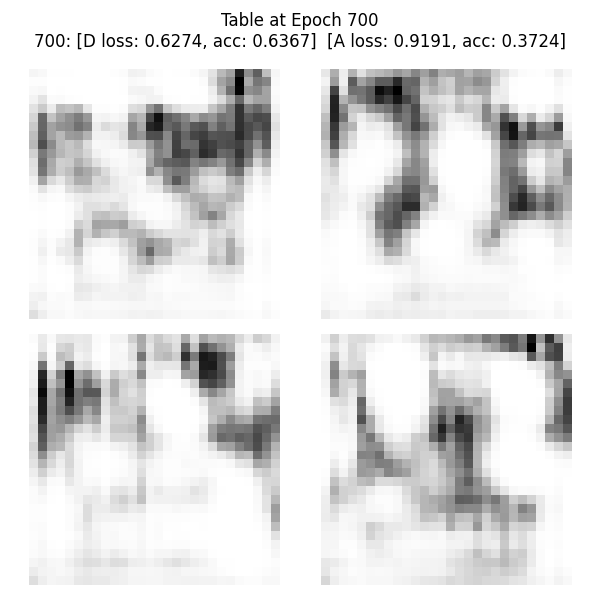 Table at Epoch 700
700: [D loss: 0.6274, acc: 0.6367]  [A loss: 0.9191, acc: 0.3724]